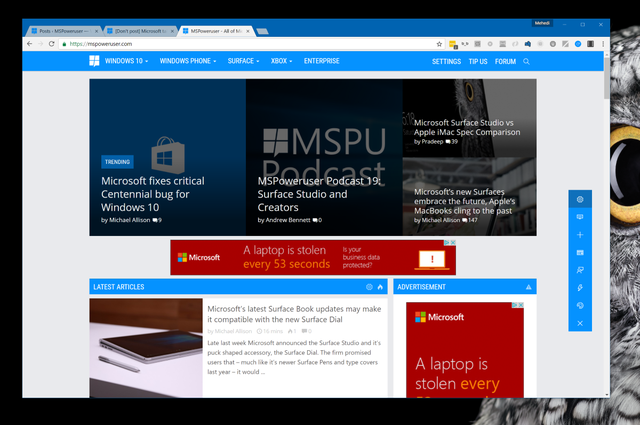 Mehedi
Posts - MSPoweruser —
[Don't post] Microsoft to
MSPoweruser - All of Mic
https://mspoweruser.com
WINDOWS 10
WINDOWS PHONE
SURFACE
XBOX
ENTERPRISE
SETTINGS
TIP US
FORUM
TRENDING
Microsoft fixes critical
Centennial bug for
Windows 10
by Michael Allison 9
MSPU
Podcast
MSPoweruser Podcast 19:
Surface Studio and
Creators
by Andrew Bennett 0
Microsoft Surface Studio vs
Apple iMac Spec Comparison
by Pradeep 39
Microsoft's new Surfaces
embrace the future, Apple's
MacBooks cling to the past
by Michael Allison 147
Microsoft
A laptop is stolen
every 53 seconds
Is your
business data
protected?
LATEST ARTICLES
ADVERTISEMENT
Microsoft's latest Surface Book updates may
make it compatible with the new Surface Dial
by Michael Allison 16 mins 1 0
Late last week Microsoft announced the Surface Studio and it's
puck shaped accessory, the Surface Dial. The firm promised
users that – much like it's newer Surface Pens and type covers
last year – it would ...
Microsoft
A laptop is
stolen every